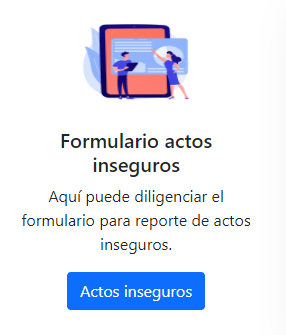 Formulario actos
inseguros
Aquí puede diligenciar el
formulario para reporte de actos
inseguros.
Actos inseguros